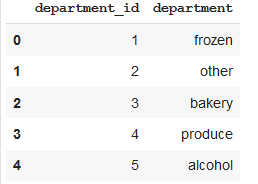 department_id department
0 1 frozen
1 2 other
2 3 bakery
3 4 produce
4 5 alcohol